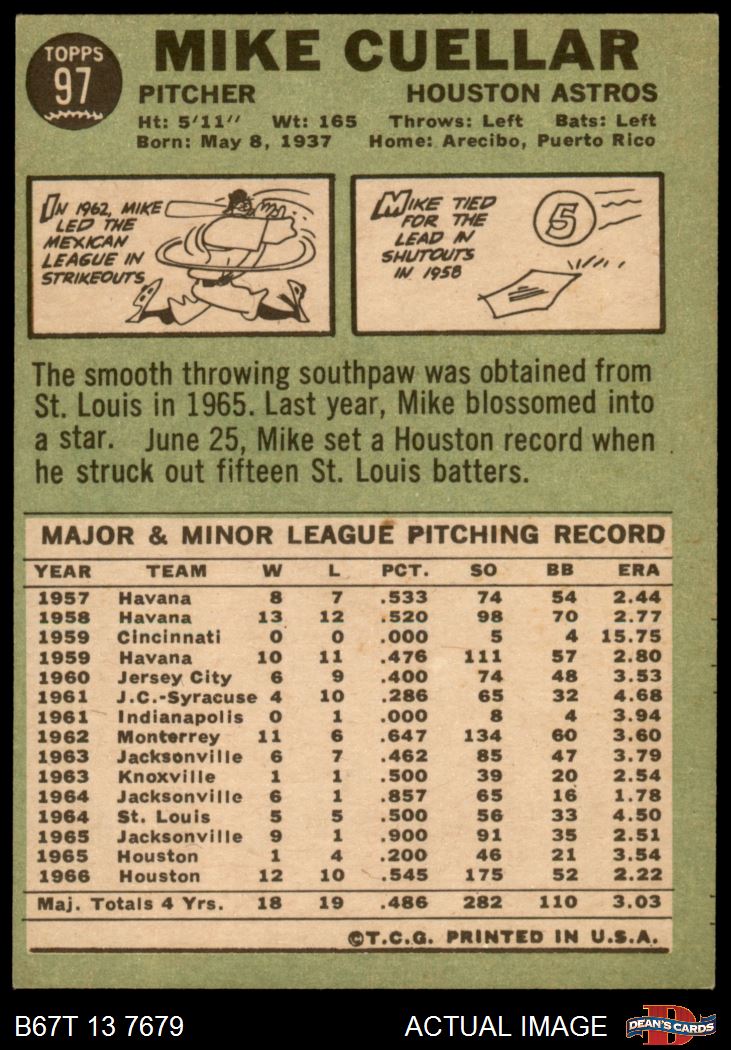 TOPPS
97
MIKE CUELLAR
PITCHER HOUSTON ASTROS
Ht: 5'11" Wt: 165 Throws: Left Bats: Left
Born: May 8, 1937 Home: Arecibo, Puerto Rico
IN 1962, MIKE
LED THE
MEXICAN
LEAGUE IN
STRIKEOUTS
MIKE TIED
FOR THE
LEAD IN
SHUTOUTS
IN 1958
5
The smooth throwing southpaw was obtained from
St. Louis in 1965. Last year, Mike blossomed into
a star. June 25, Mike set a Houston record when
he struck out fifteen St. Louis batters.
MAJOR & MINOR LEAGUE PITCHING RECORD
YEAR TEAM W L PCT. SO BB ERA
1957 Havana 8 7 .533 74 54 2.44
1958 Havana 13 12 .520 98 70 2.77
1959 Cincinnati 0 0 .000 5 4 15.75
1959 Havana 10 11 .476 111 57 2.80
1960 Jersey City 6 9 .400 74 48 3.53
1961 J.C.-Syracuse 4 10 .286 65 32 4.68
1961 Indianapolis 0 1 .000 8 4 3.94
1962 Monterrey 11 6 .647 134 60 3.60
1963 Jacksonville 6 7 .462 85 47 3.79
1963 Knoxville 1 1 .500 39 20 2.54
1964 Jacksonville 6 1 .857 65 16 1.78
1964 St. Louis 5 5 .500 56 33 4.50
1965 Jacksonville 9 1 .900 91 35 2.51
1965 Houston 1 4 .200 46 21 3.54
1966 Houston 12 10 .545 175 52 2.22
Maj. Totals 4 Yrs. 18 19 .486 282 110 3.03
©T.C.G. PRINTED IN U.S.A.
B67T 13 7679 ACTUAL IMAGE
D
DEAN'S CARDS